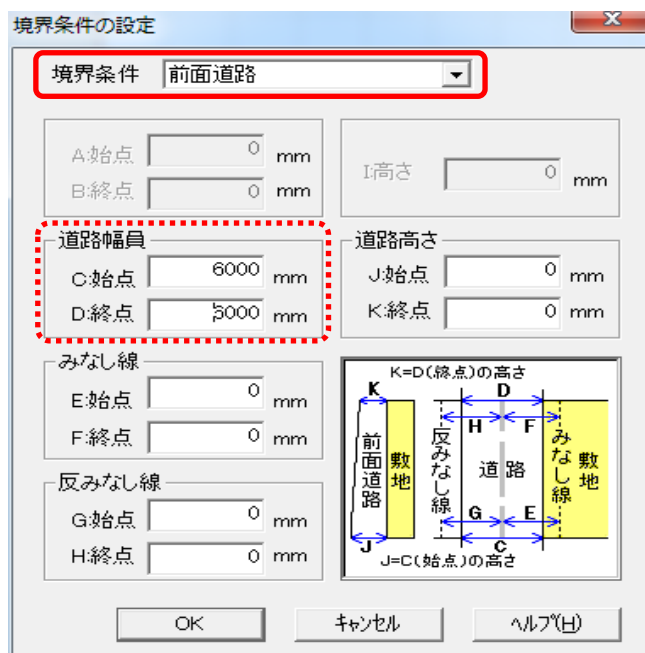 境界条件の設定
境界条件 前面道路
A:始点 0 mm
B:終点 0 mm
I:高さ 0 mm
道路幅員
C:始点 6000 mm
D:終点 6000 mm
道路高さ
J:始点 0 mm
K:終点 0 mm
みなし線
E:始点 0 mm
F:終点 0 mm
反みなし線
G:始点 0 mm
H:終点 0 mm
K=D(終点)の高さ
K
D
H F
前面道路
敷地
反みなし線
道路
みなし線
敷地
G E
J
C
J=C(始点)の高さ
OK キャンセル ヘルプ(H)